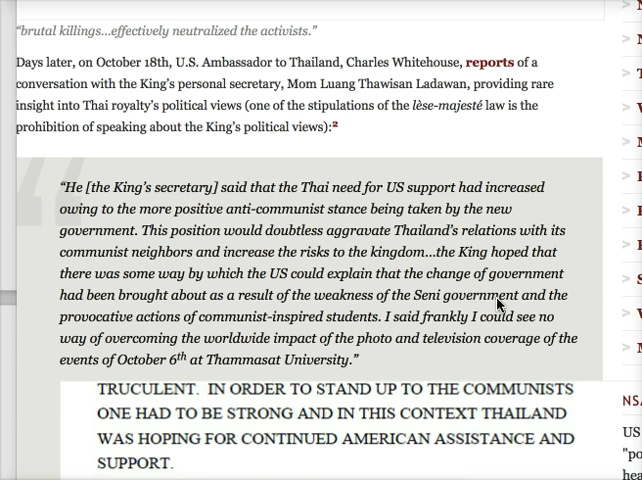 “brutal killings...effectively neutralized the activists.”
Days later, on October 18th, U.S. Ambassador to Thailand, Charles Whitehouse, reports of a
conversation with the King’s personal secretary, Mom Luang Thawisan Ladawan, providing rare
insight into Thai royalty’s political views (one of the stipulations of the lèse-majesté law is the
prohibition of speaking about the King’s political views):2
“He [the King’s secretary] said that the Thai need for US support had increased
owing to the more positive anti-communist stance being taken by the new
government. This position would doubtless aggravate Thailand’s relations with its
communist neighbors and increase the risks to the kingdom...the King hoped that
there was some way by which the US could explain that the change of government
had been brought about as a result of the weakness of the Seni government and the
provocative actions of communist-inspired students. I said frankly I could see no
way of overcoming the worldwide impact of the photo and television coverage of the
events of October 6th at Thammasat University.”
TRUCULENT. IN ORDER TO STAND UP TO THE COMMUNISTS
ONE HAD TO BE STRONG AND IN THIS CONTEXT THAILAND
WAS HOPING FOR CONTINUED AMERICAN ASSISTANCE AND
SUPPORT.
US